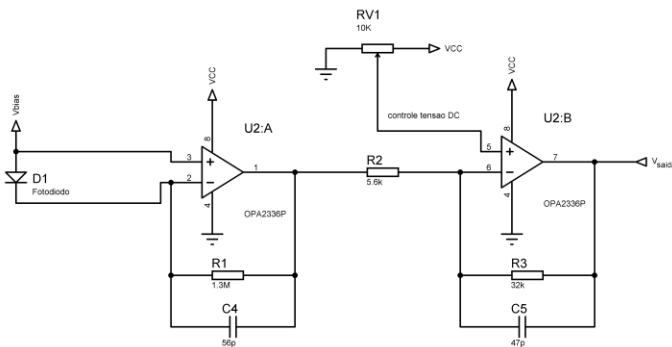 RV1
10K
VCC
VCC
VCC
Vbias
U2:A
U2:B
controle tensao DC
8
8
3
5
D1
Fotodiodo
+
+
1
R2
7
Vsaida
2
6
-
-
5.6k
4
4
OPA2336P
OPA2336P
R1
R3
1.3M
32k
C4
C5
56p
47p